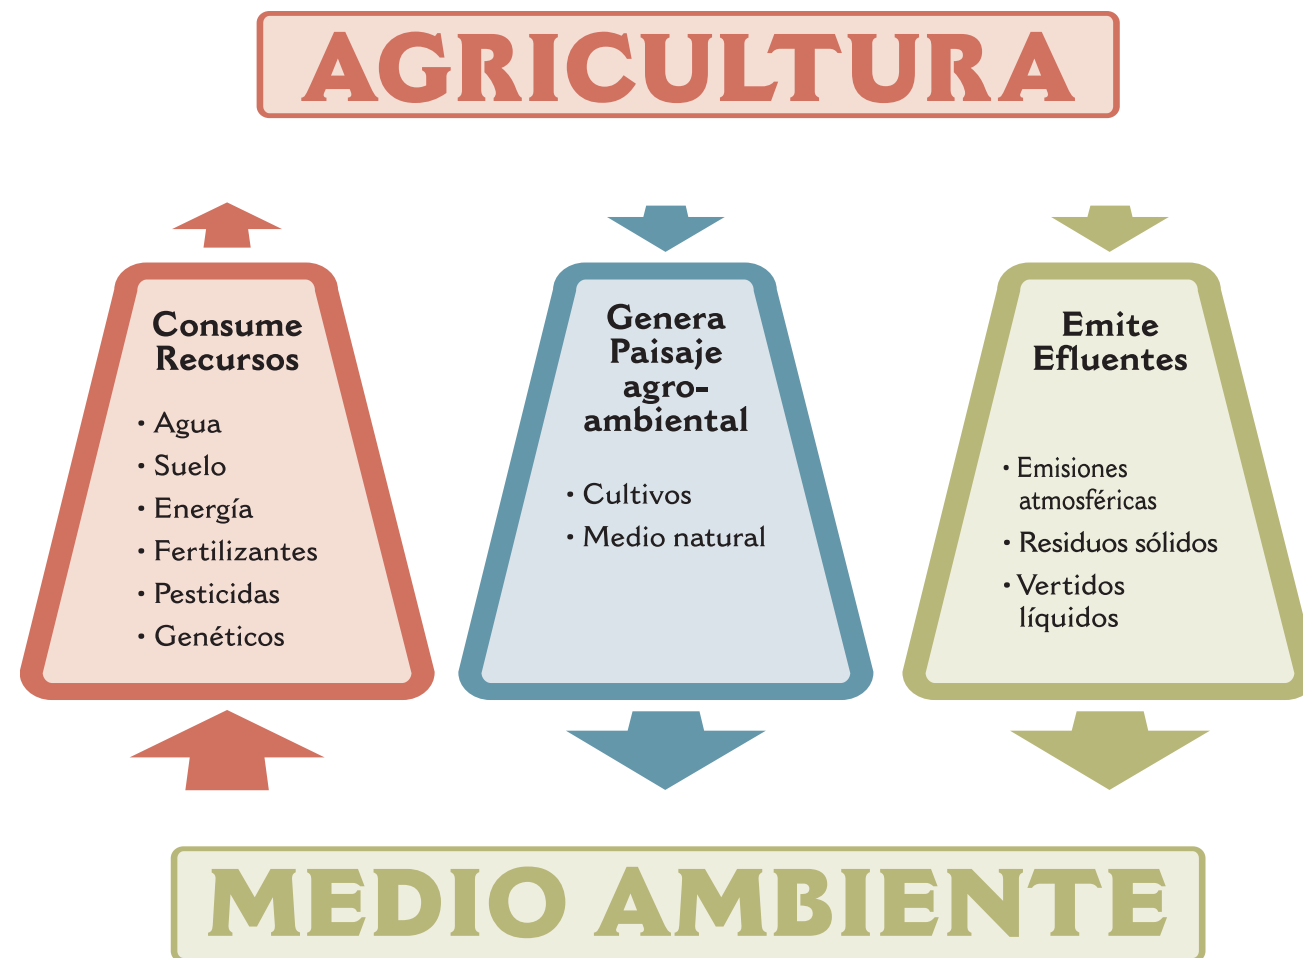 AGRICULTURA
Consume
Recursos
• Agua
• Suelo
• Energía
• Fertilizantes
• Pesticidas
• Genéticos
Genera
Paisaje
agro-
ambiental
• Cultivos
• Medio natural
Emite
Efluentes
• Emisiones
atmosféricas
• Residuos sólidos
• Vertidos
líquidos
MEDIO AMBIENTE